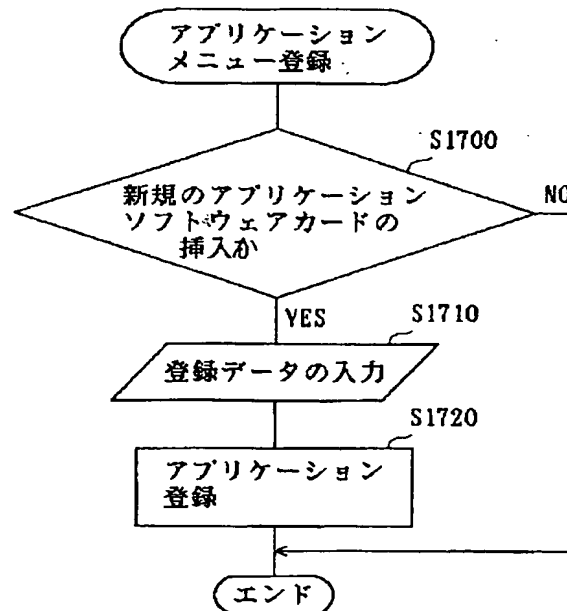 アプリケーション
メニュー登録
S1700
新規のアプリケーション
ソフトウェアカードの
挿入か
NO
YES
S1710
登録データの入力
S1720
アプリケーション
登録
エンド